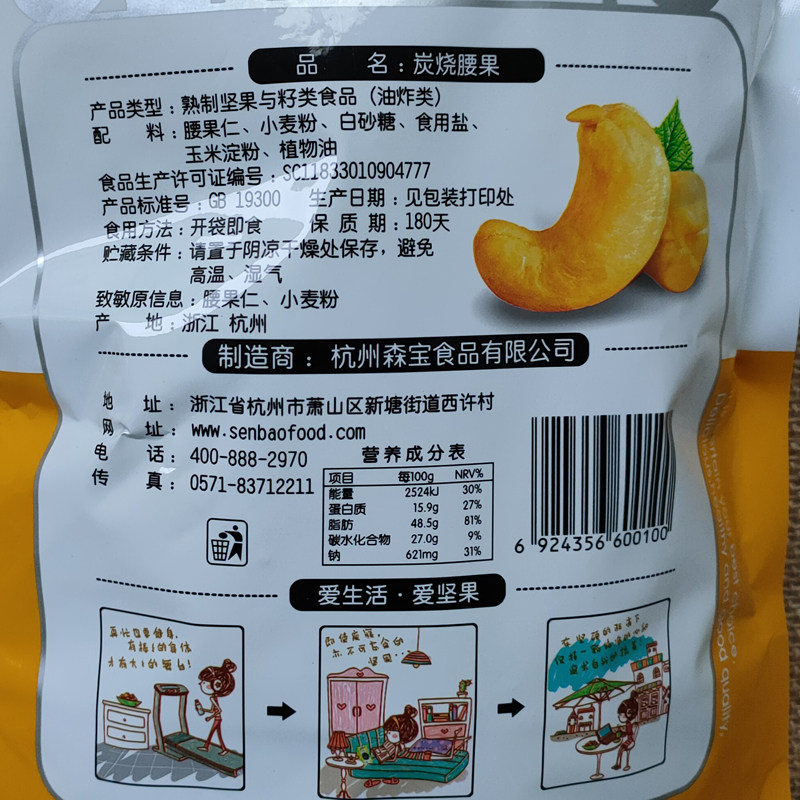 品 名:炭烧腰果
产品类型:熟制坚果与籽类食品(油炸类)
配 料:腰果仁、小麦粉、白砂糖、食用盐、
玉米淀粉、植物油
食品生产许可证编号:SC11833010904777
产品标准号:GB 19300 生产日期:见包装打印处
食用方法:开袋即食 保质期:180天
贮藏条件:请置于阴凉干燥处保存,避免
高温、湿气
致敏原信息:腰果仁、小麦粉
产 地:浙江 杭州
制造商:杭州森宝食品有限公司
地 址:浙江省杭州市萧山区新塘街道西许村
网 址:www.senbaofood.com
电 话:400-888-2970
传 真:0571-83712211
营养成分表
项目 每100g NRV%
能量 2524kJ 30%
蛋白质 15.9g 27%
脂肪 48.5g 81%
碳水化合物 27.0g 9%
钠 621mg 31%
6 924356 600100
爱生活·爱坚果